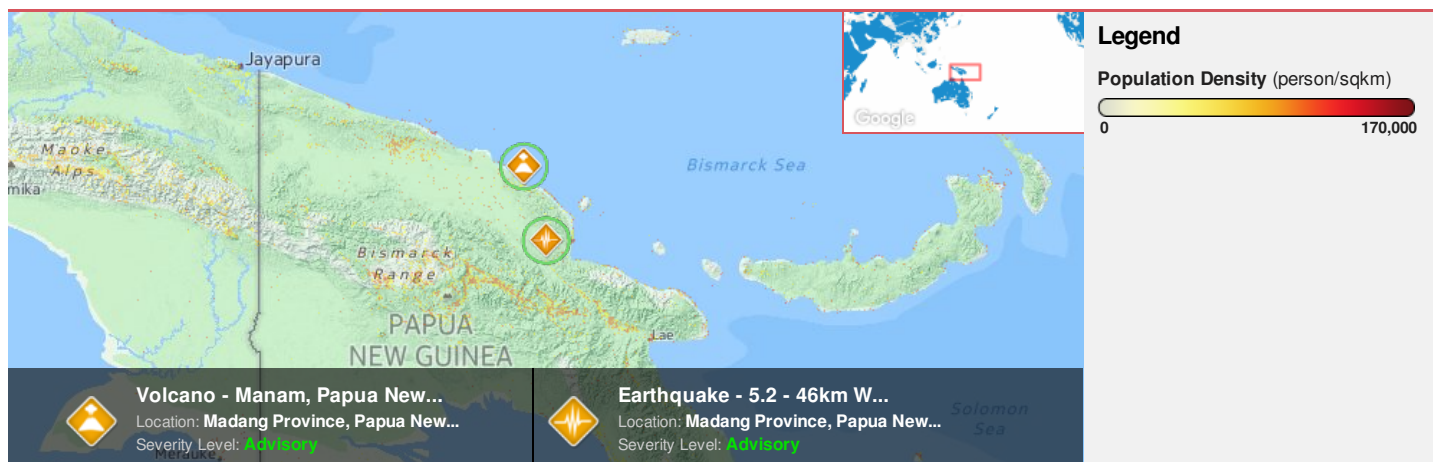 Jayapura
Maoke
Alps
mika
Bismarck Sea
Bismarck
Range
PAPUA
NEW GUINEA
Lae
Solomon
Sea
Merauke
Google
Volcano - Manam, Papua New...
Location: Madang Province, Papua New...
Severity Level: Advisory
Earthquake - 5.2 - 46km W...
Location: Madang Province, Papua New...
Severity Level: Advisory
Legend
Population Density (person/sqkm)
0 170,000